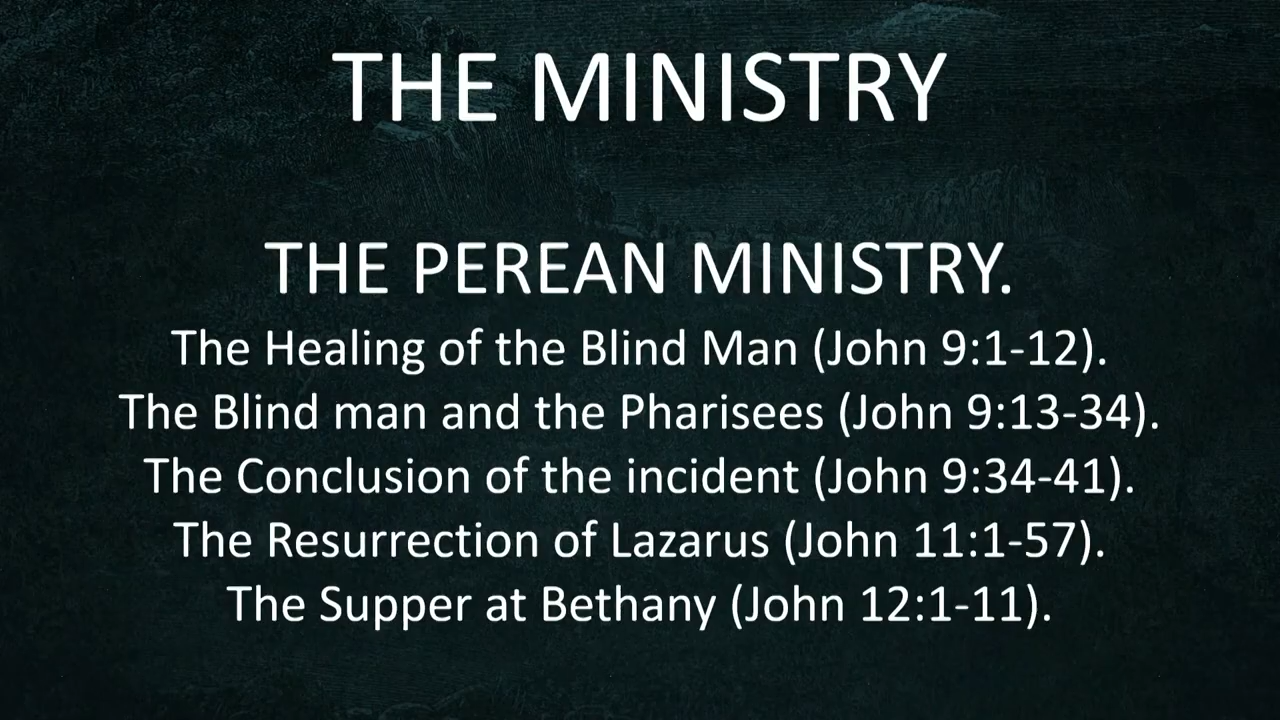 THE MINISTRY
THE PEREAN MINISTRY.
The Healing of the Blind Man (John 9:1-12).
The Blind man and the Pharisees (John 9:13-34).
The Conclusion of the incident (John 9:34-41).
The Resurrection of Lazarus (John 11:1-57).
The Supper at Bethany (John 12:1-11).